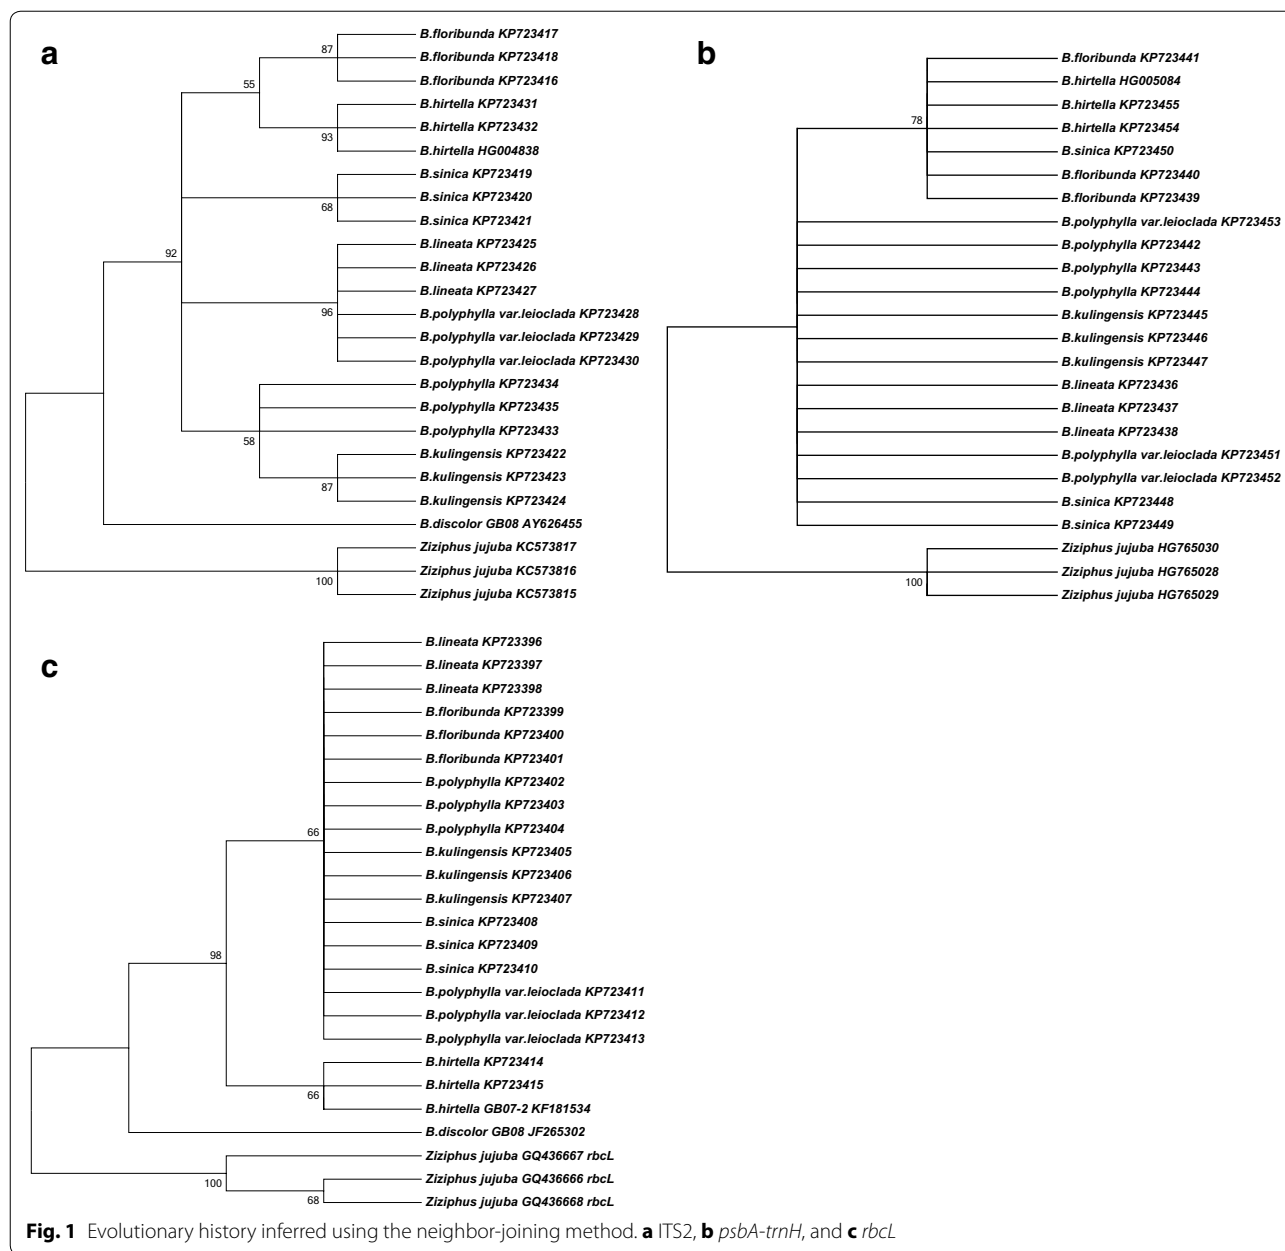 a
B.floribunda KP723417
87
B.floribunda KP723418
B.floribunda KP723416
55
B.hirtella KP723431
B.hirtella KP723432
93
B.hirtella HG004838
B.sinica KP723419
B.sinica KP723420
68
B.sinica KP723421
B.lineata KP723425
92
B.lineata KP723426
B.lineata KP723427
96
B.polyphylla var.leioclada KP723428
B.polyphylla var.leioclada KP723429
B.polyphylla var.leioclada KP723430
B.polyphylla KP723434
B.polyphylla KP723435
B.polyphylla KP723433
58
B.kulingensis KP723422
B.kulingensis KP723423
87
B.kulingensis KP723424
B.discolor GB08 AY626455
Ziziphus jujuba KC573817
Ziziphus jujuba KC573816
100
Ziziphus jujuba KC573815
b
B.floribunda KP723441
B.hirtella HG005084
B.hirtella KP723455
78
B.hirtella KP723454
B.sinica KP723450
B.floribunda KP723440
B.floribunda KP723439
B.polyphylla var.leioclada KP723453
B.polyphylla KP723442
B.polyphylla KP723443
B.polyphylla KP723444
B.kulingensis KP723445
B.kulingensis KP723446
B.kulingensis KP723447
B.lineata KP723436
B.lineata KP723437
B.lineata KP723438
B.polyphylla var.leioclada KP723451
B.polyphylla var.leioclada KP723452
B.sinica KP723448
B.sinica KP723449
Ziziphus jujuba HG765030
Ziziphus jujuba HG765028
100
Ziziphus jujuba HG765029
c
B.lineata KP723396
B.lineata KP723397
B.lineata KP723398
B.floribunda KP723399
B.floribunda KP723400
B.floribunda KP723401
B.polyphylla KP723402
B.polyphylla KP723403
B.polyphylla KP723404
66
B.kulingensis KP723405
B.kulingensis KP723406
B.kulingensis KP723407
B.sinica KP723408
B.sinica KP723409
98
B.sinica KP723410
B.polyphylla var.leioclada KP723411
B.polyphylla var.leioclada KP723412
B.polyphylla var.leioclada KP723413
B.hirtella KP723414
B.hirtella KP723415
66
B.hirtella GB07-2 KF181534
B.discolor GB08 JF265302
Ziziphus jujuba GQ436667 rbcL
100
Ziziphus jujuba GQ436666 rbcL
68
Ziziphus jujuba GQ436668 rbcL
Fig. 1 Evolutionary history inferred using the neighbor-joining method. a ITS2, b psbA-trnH, and c rbcL